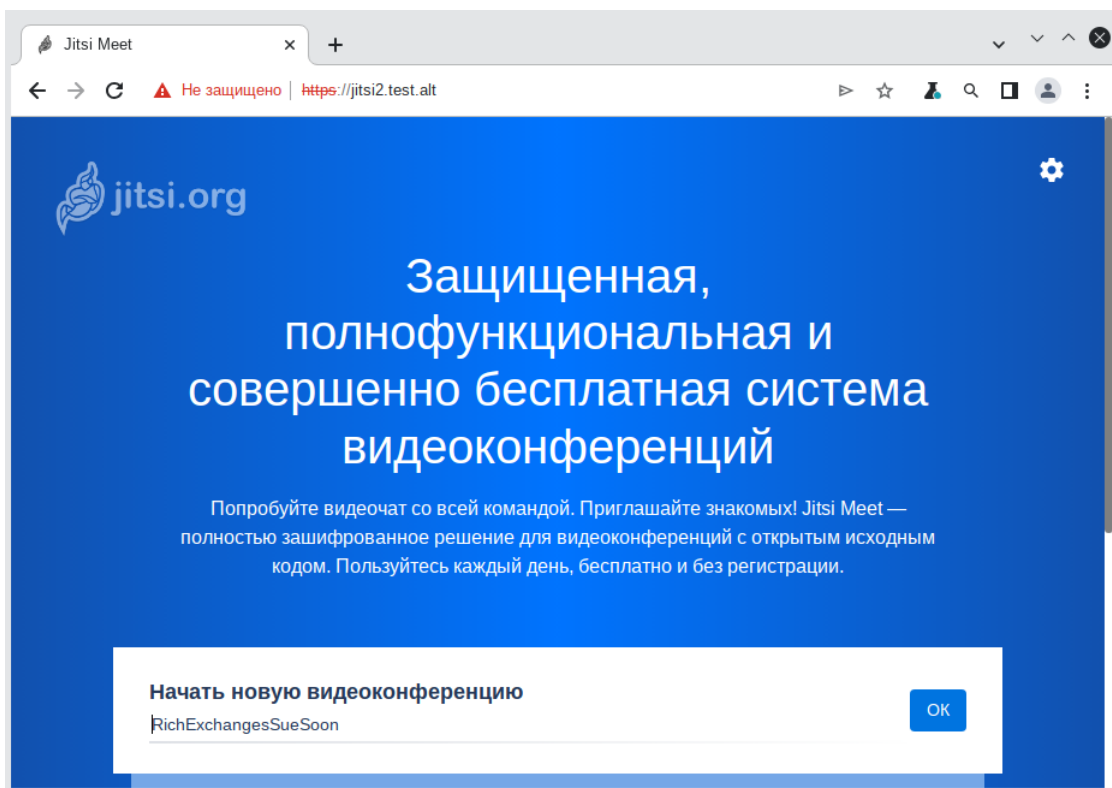 Jitsi Meet
Не защищено https://jitsi2.test.alt
jitsi.org
Защищенная,
полнофункциональная и
совершенно бесплатная система
видеоконференций
Попробуйте видеочат со всей командой. Приглашайте знакомых! Jitsi Meet —
полностью зашифрованное решение для видеоконференций с открытым исходным
кодом. Пользуйтесь каждый день, бесплатно и без регистрации.
Начать новую видеоконференцию
RichExchangesSueSoon
ОК